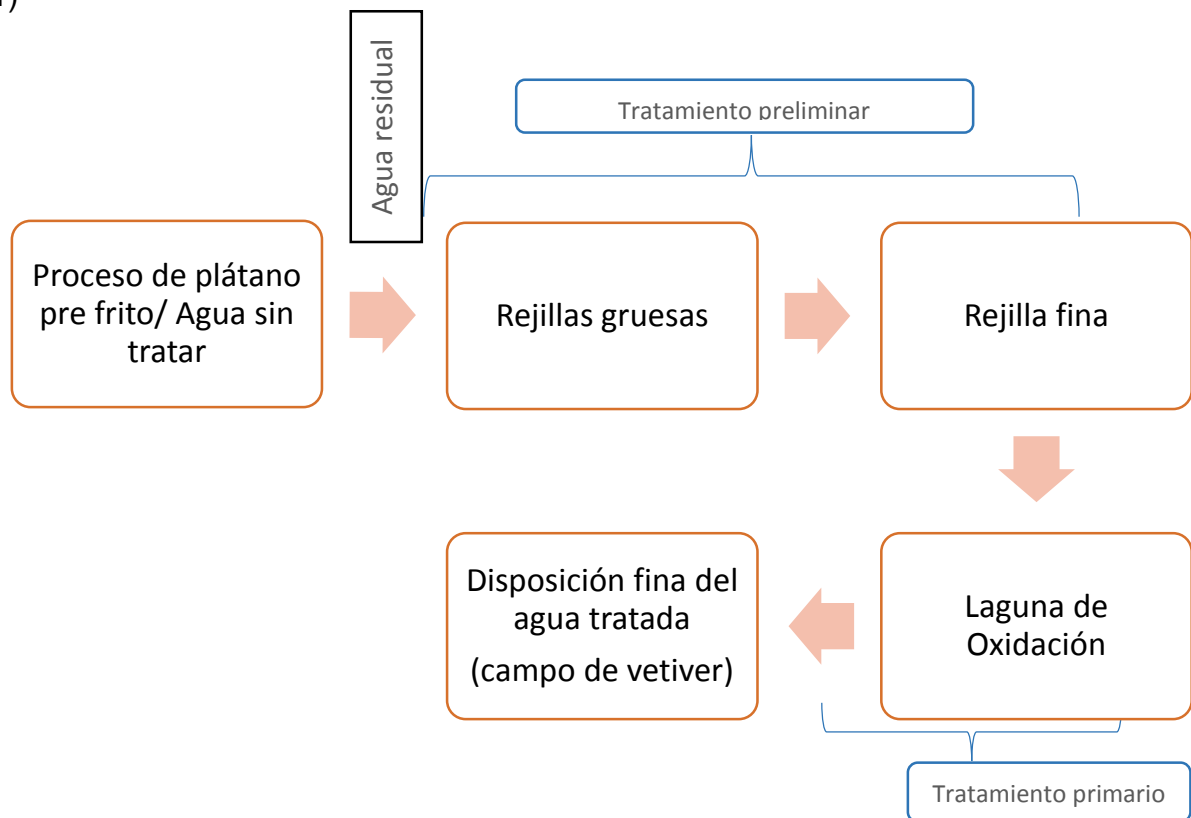 Agua residual
Tratamiento preliminar
Proceso de plátano
pre frito/ Agua sin
tratar
Rejillas gruesas
Rejilla fina
Disposición fina del
agua tratada
(campo de vetiver)
Laguna de
Oxidación
Tratamiento primario